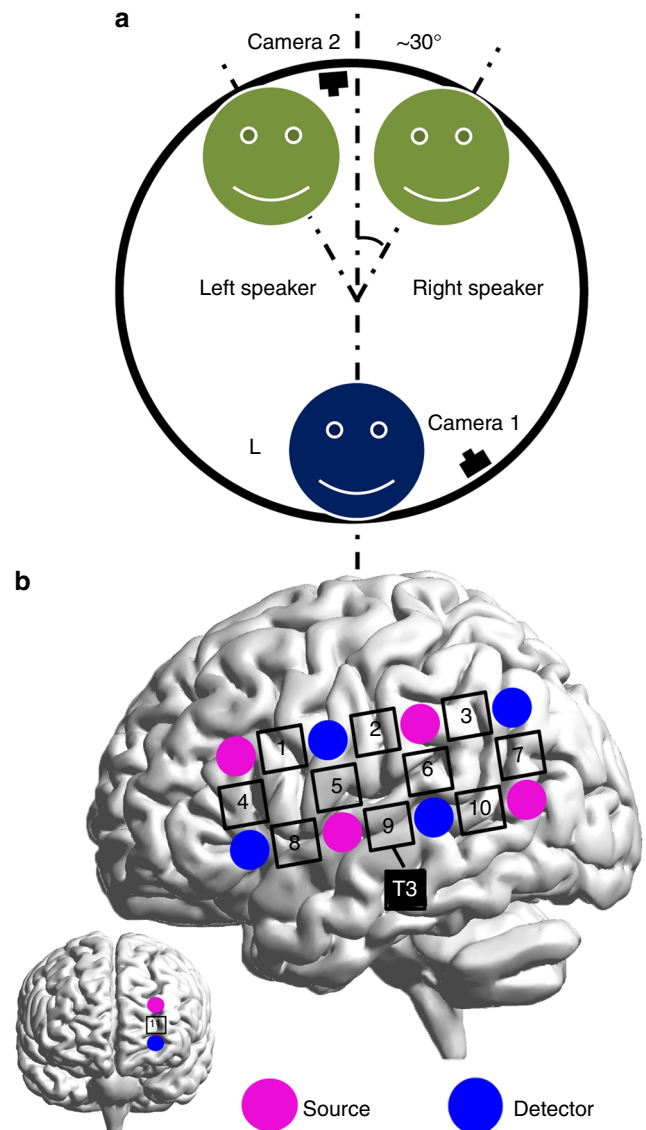 a
Camera 2 ~30°
Left speaker Right speaker
Camera 1
L
b
1 2 3
4 5 6 7
8 9 10
T3
11
Source Detector